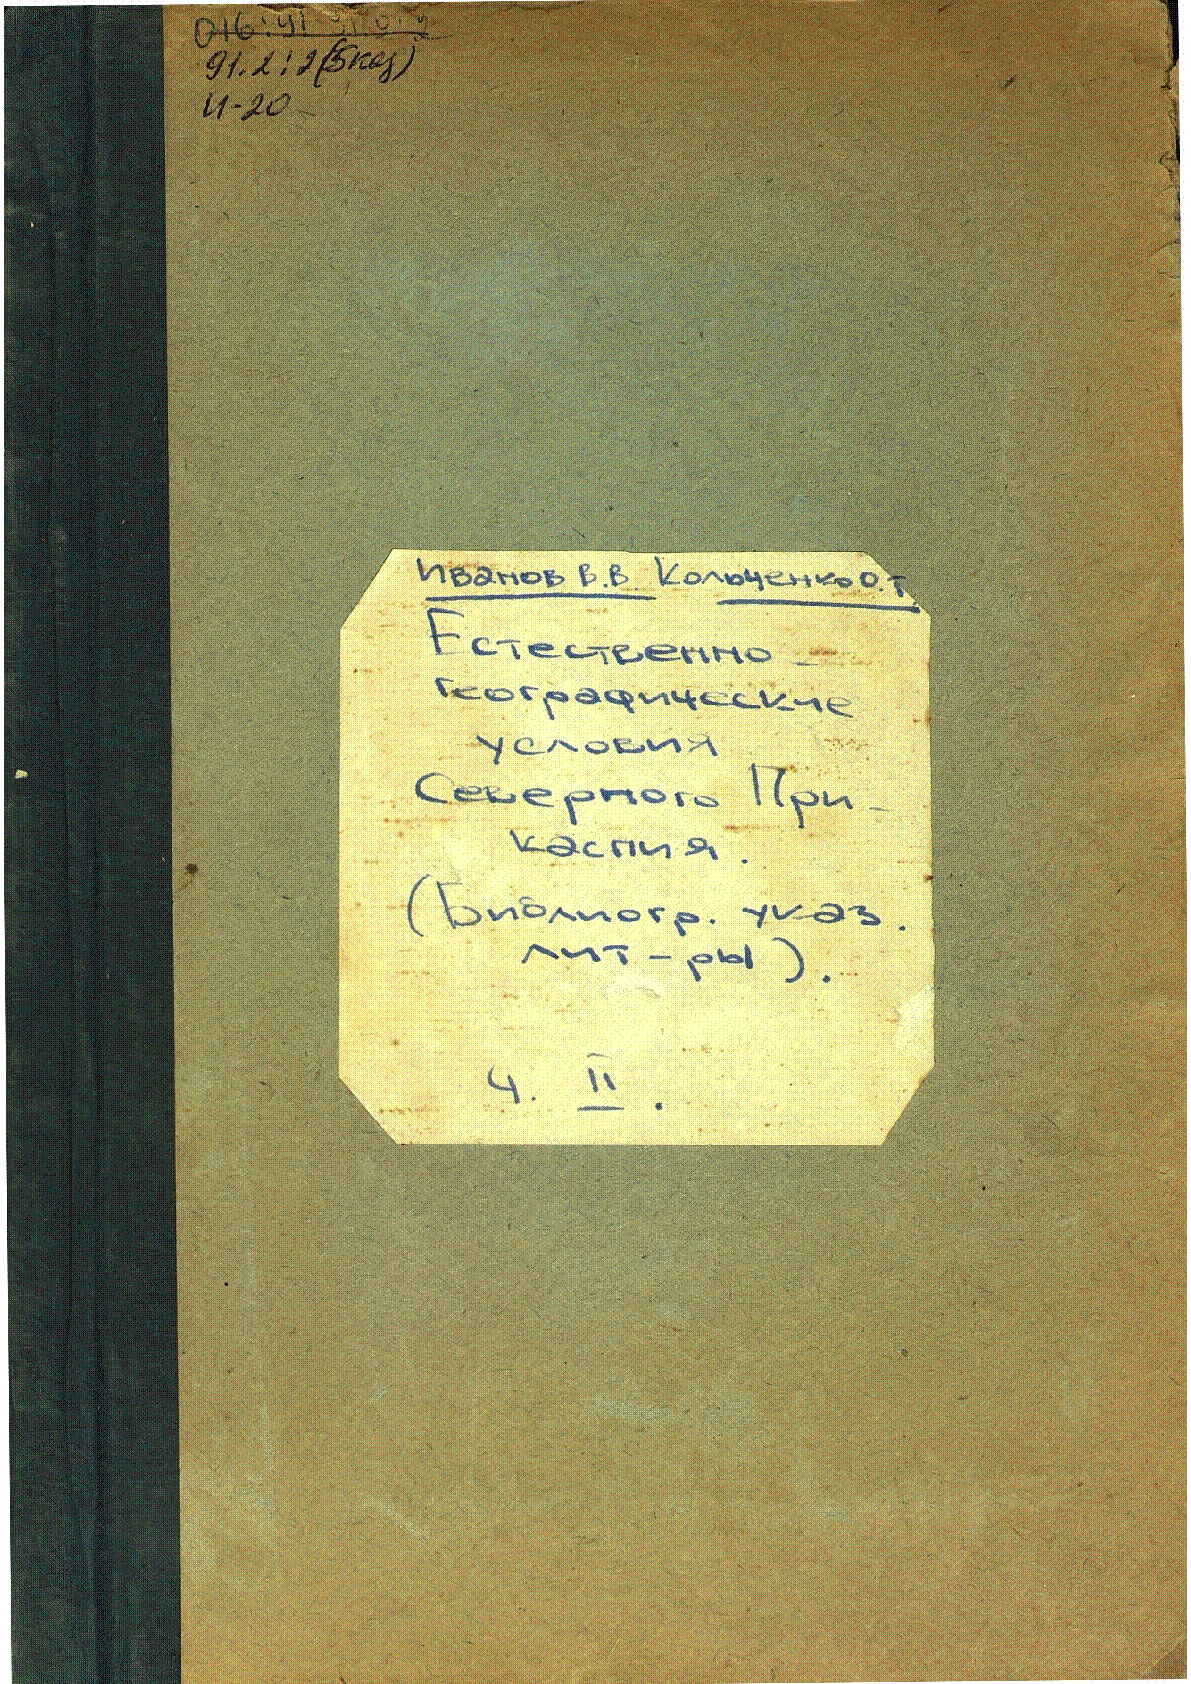 91.2:2(5каз)
И-20
Иванов В.В Кольченко О.Т
Естественно-
географические
условия
Северного При-
каспия.
(Библиогр. указ.
лит-ры).
Ч. II.